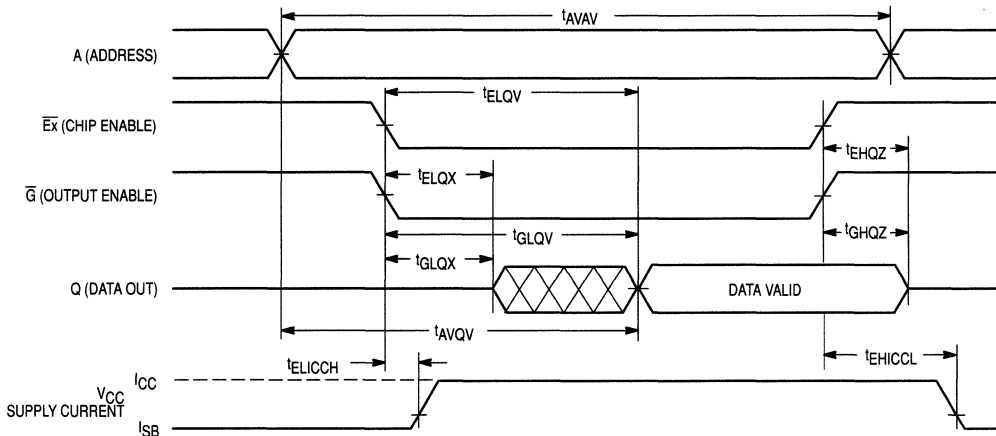 tAVAV
A (ADDRESS)
tELQV
Ex (CHIP ENABLE)
tEHQZ
tELQX
G (OUTPUT ENABLE)
tGHQZ
tGLQV
tGLQX
Q (DATA OUT)
DATA VALID
tAVQV
tELICCH
tEHICCL
ICC
VCC
SUPPLY CURRENT
ISB